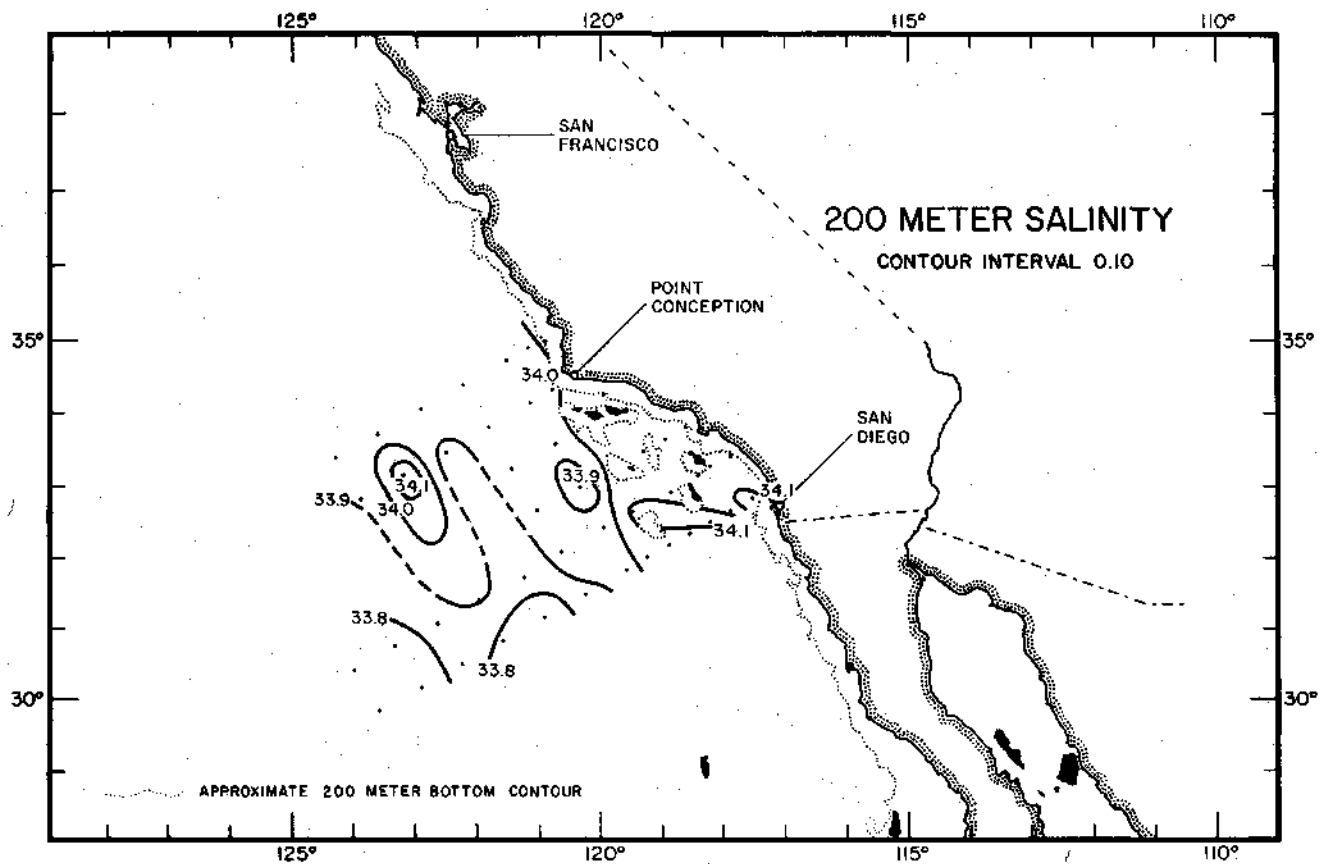 125°
120°
115°
110°
SAN
FRANCISCO
200 METER SALINITY
CONTOUR INTERVAL 0.10
POINT
CONCEPTION
35°
35°
34.0
SAN
DIEGO
33.9
34.1
34.1
33.9
34.0
34.1
33.8
33.8
30°
30°
APPROXIMATE 200 METER BOTTOM CONTOUR
125°
120°
115°
110°